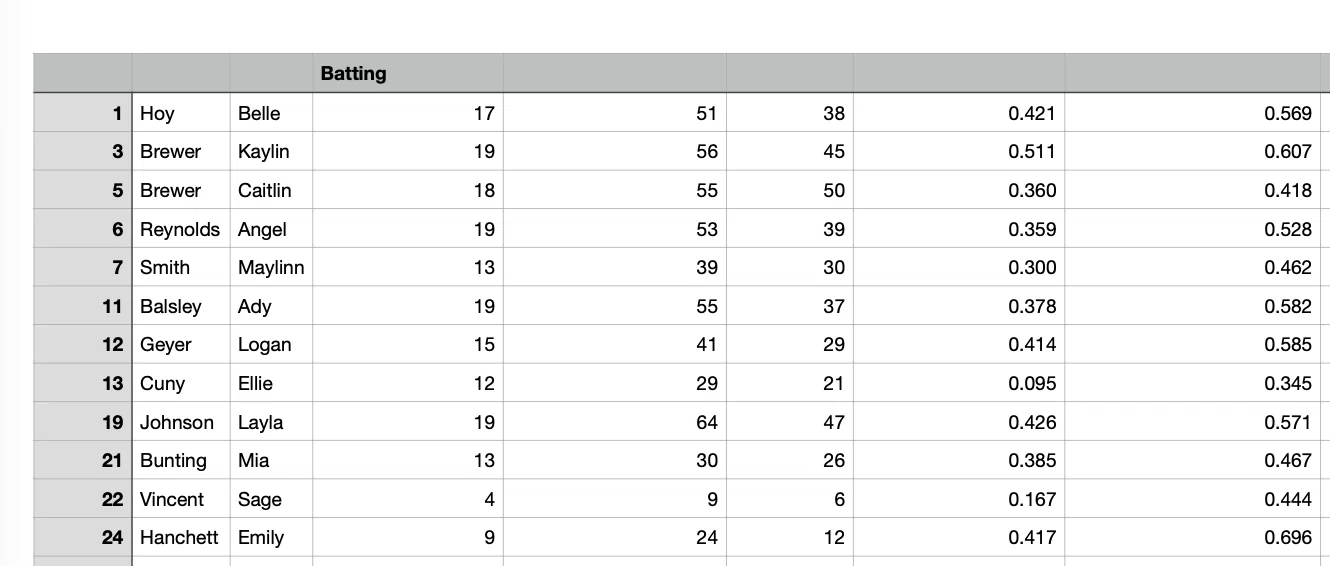 Batting
1 Hoy Belle 17 51 38 0.421 0.569
3 Brewer Kaylin 19 56 45 0.511 0.607
5 Brewer Caitlin 18 55 50 0.360 0.418
6 Reynolds Angel 19 53 39 0.359 0.528
7 Smith Maylinn 13 39 30 0.300 0.462
11 Balsley Ady 19 55 37 0.378 0.582
12 Geyer Logan 15 41 29 0.414 0.585
13 Cuny Ellie 12 29 21 0.095 0.345
19 Johnson Layla 19 64 47 0.426 0.571
21 Bunting Mia 13 30 26 0.385 0.467
22 Vincent Sage 4 9 6 0.167 0.444
24 Hanchett Emily 9 24 12 0.417 0.696